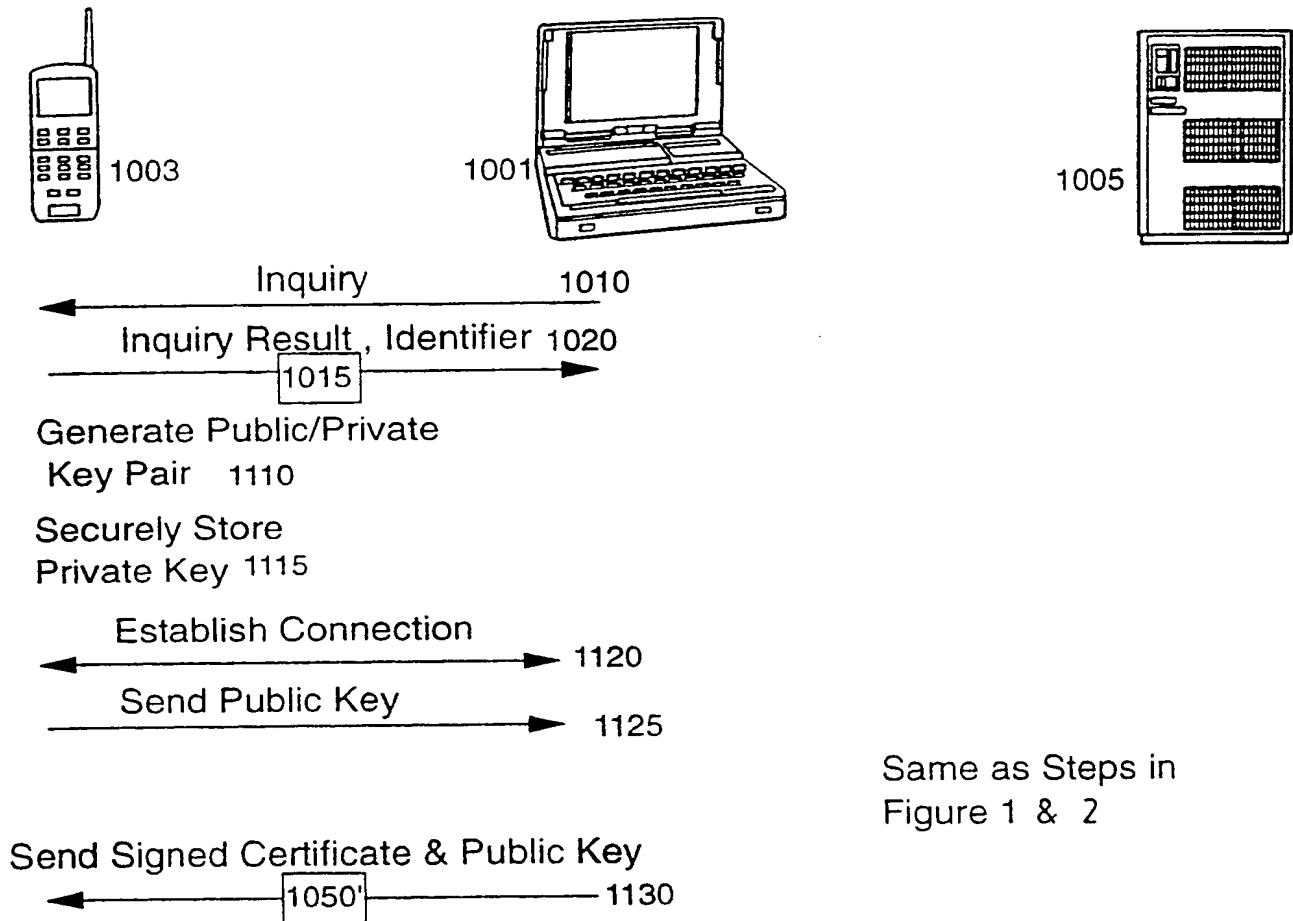 1003
1001
1005
Inquiry 1010
Inquiry Result , Identifier 1020
1015
Generate Public/Private
Key Pair 1110
Securely Store
Private Key 1115
Establish Connection
1120
Send Public Key
1125
Same as Steps in
Figure 1 & 2
Send Signed Certificate & Public Key
1050' 1130